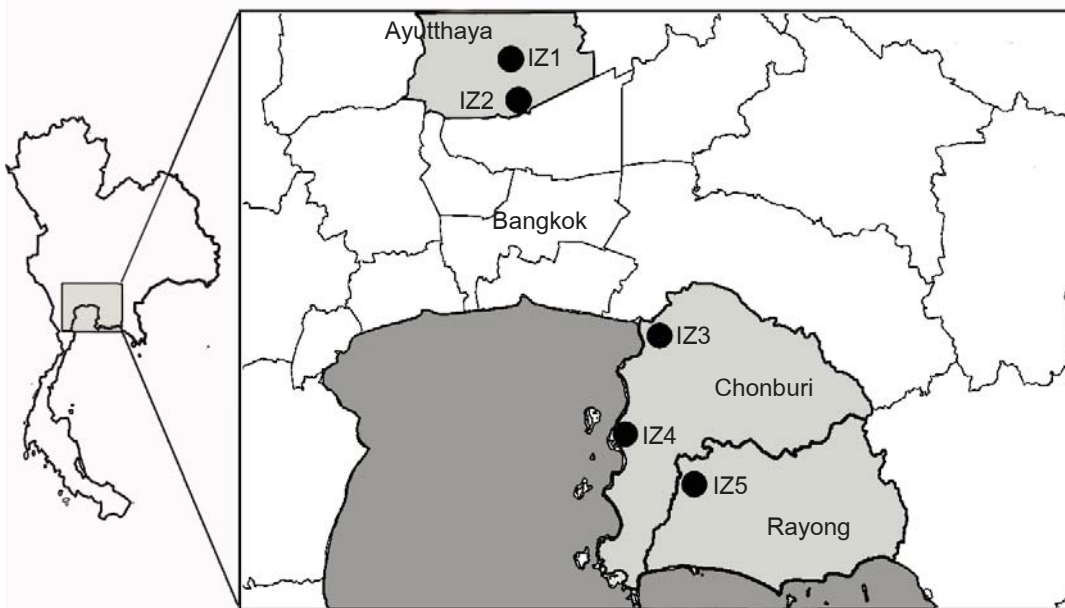 Ayutthaya
IZ1
IZ2
Bangkok
IZ3
Chonburi
IZ4
IZ5
Rayong